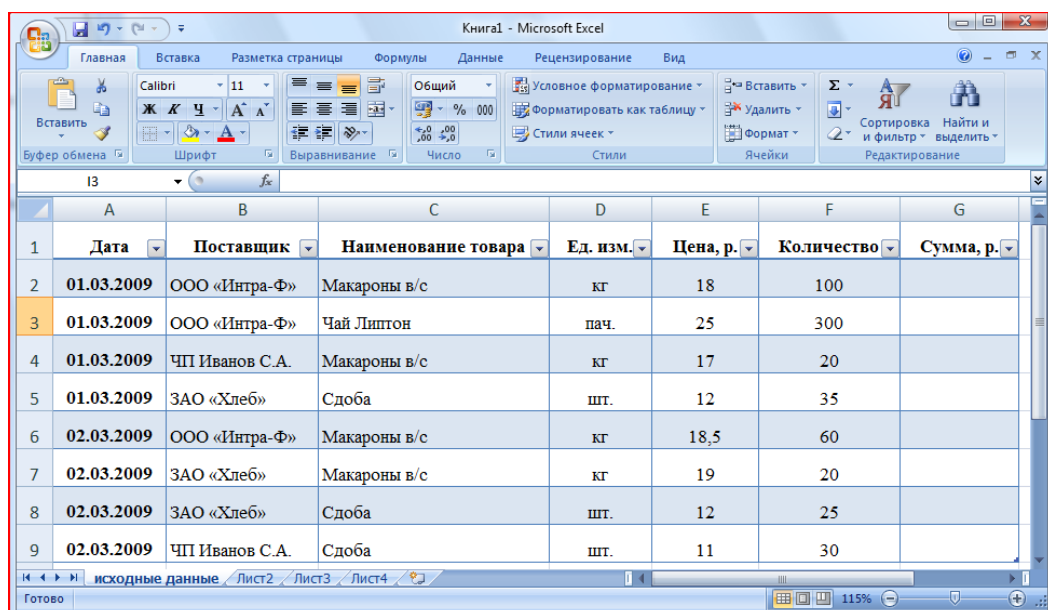 Книга1 - Microsoft Excel
Главная Вставка Разметка страницы Формулы Данные Рецензирование Вид
Вставить
Буфер обмена
Calibri 11
Ж К Ч A A
A
Шрифт
Выравнивание
Общий
% 000
,00 ,0
Число
Условное форматирование
Форматировать как таблицу
Стили ячеек
Стили
Вставить
Удалить
Формат
Ячейки
Σ
Сортировка и фильтр
Найти и выделить
Редактирование
I3 fx
A B C D E F G
1 Дата Поставщик Наименование товара Ед. изм. Цена, р. Количество Сумма, р.
2 01.03.2009 ООО «Интра-Ф» Макароны в/с кг 18 100
3 01.03.2009 ООО «Интра-Ф» Чай Липтон пач. 25 300
4 01.03.2009 ЧП Иванов С.А. Макароны в/с кг 17 20
5 01.03.2009 ЗАО «Хлеб» Сдоба шт. 12 35
6 02.03.2009 ООО «Интра-Ф» Макароны в/с кг 18,5 60
7 02.03.2009 ЗАО «Хлеб» Макароны в/с кг 19 20
8 02.03.2009 ЗАО «Хлеб» Сдоба шт. 12 25
9 02.03.2009 ЧП Иванов С.А. Сдоба шт. 11 30
исходные данные Лист2 Лист3 Лист4
Готово 115%